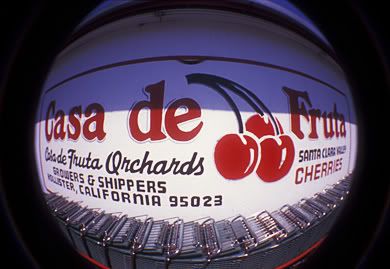 Casa de Fruta
Casa de Fruta Orchards
GROWERS & SHIPPERS
HOLLISTER, CALIFORNIA 95023
SANTA CLARA VALLEY
CHERRIES